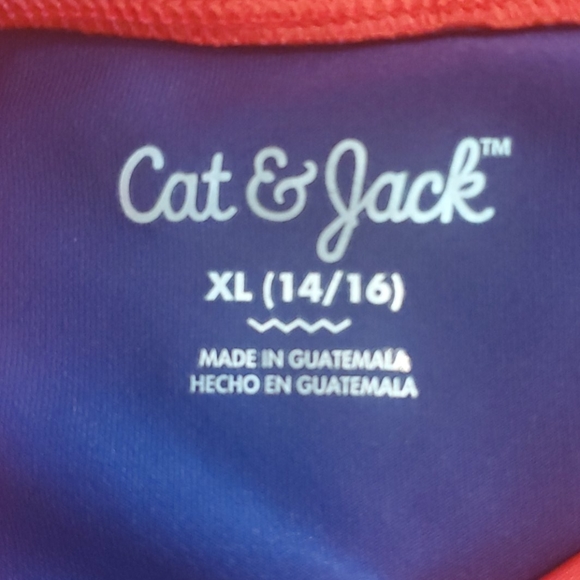 Cat & Jack™
XL (14/16)
MADE IN GUATEMALA
HECHO EN GUATEMALA